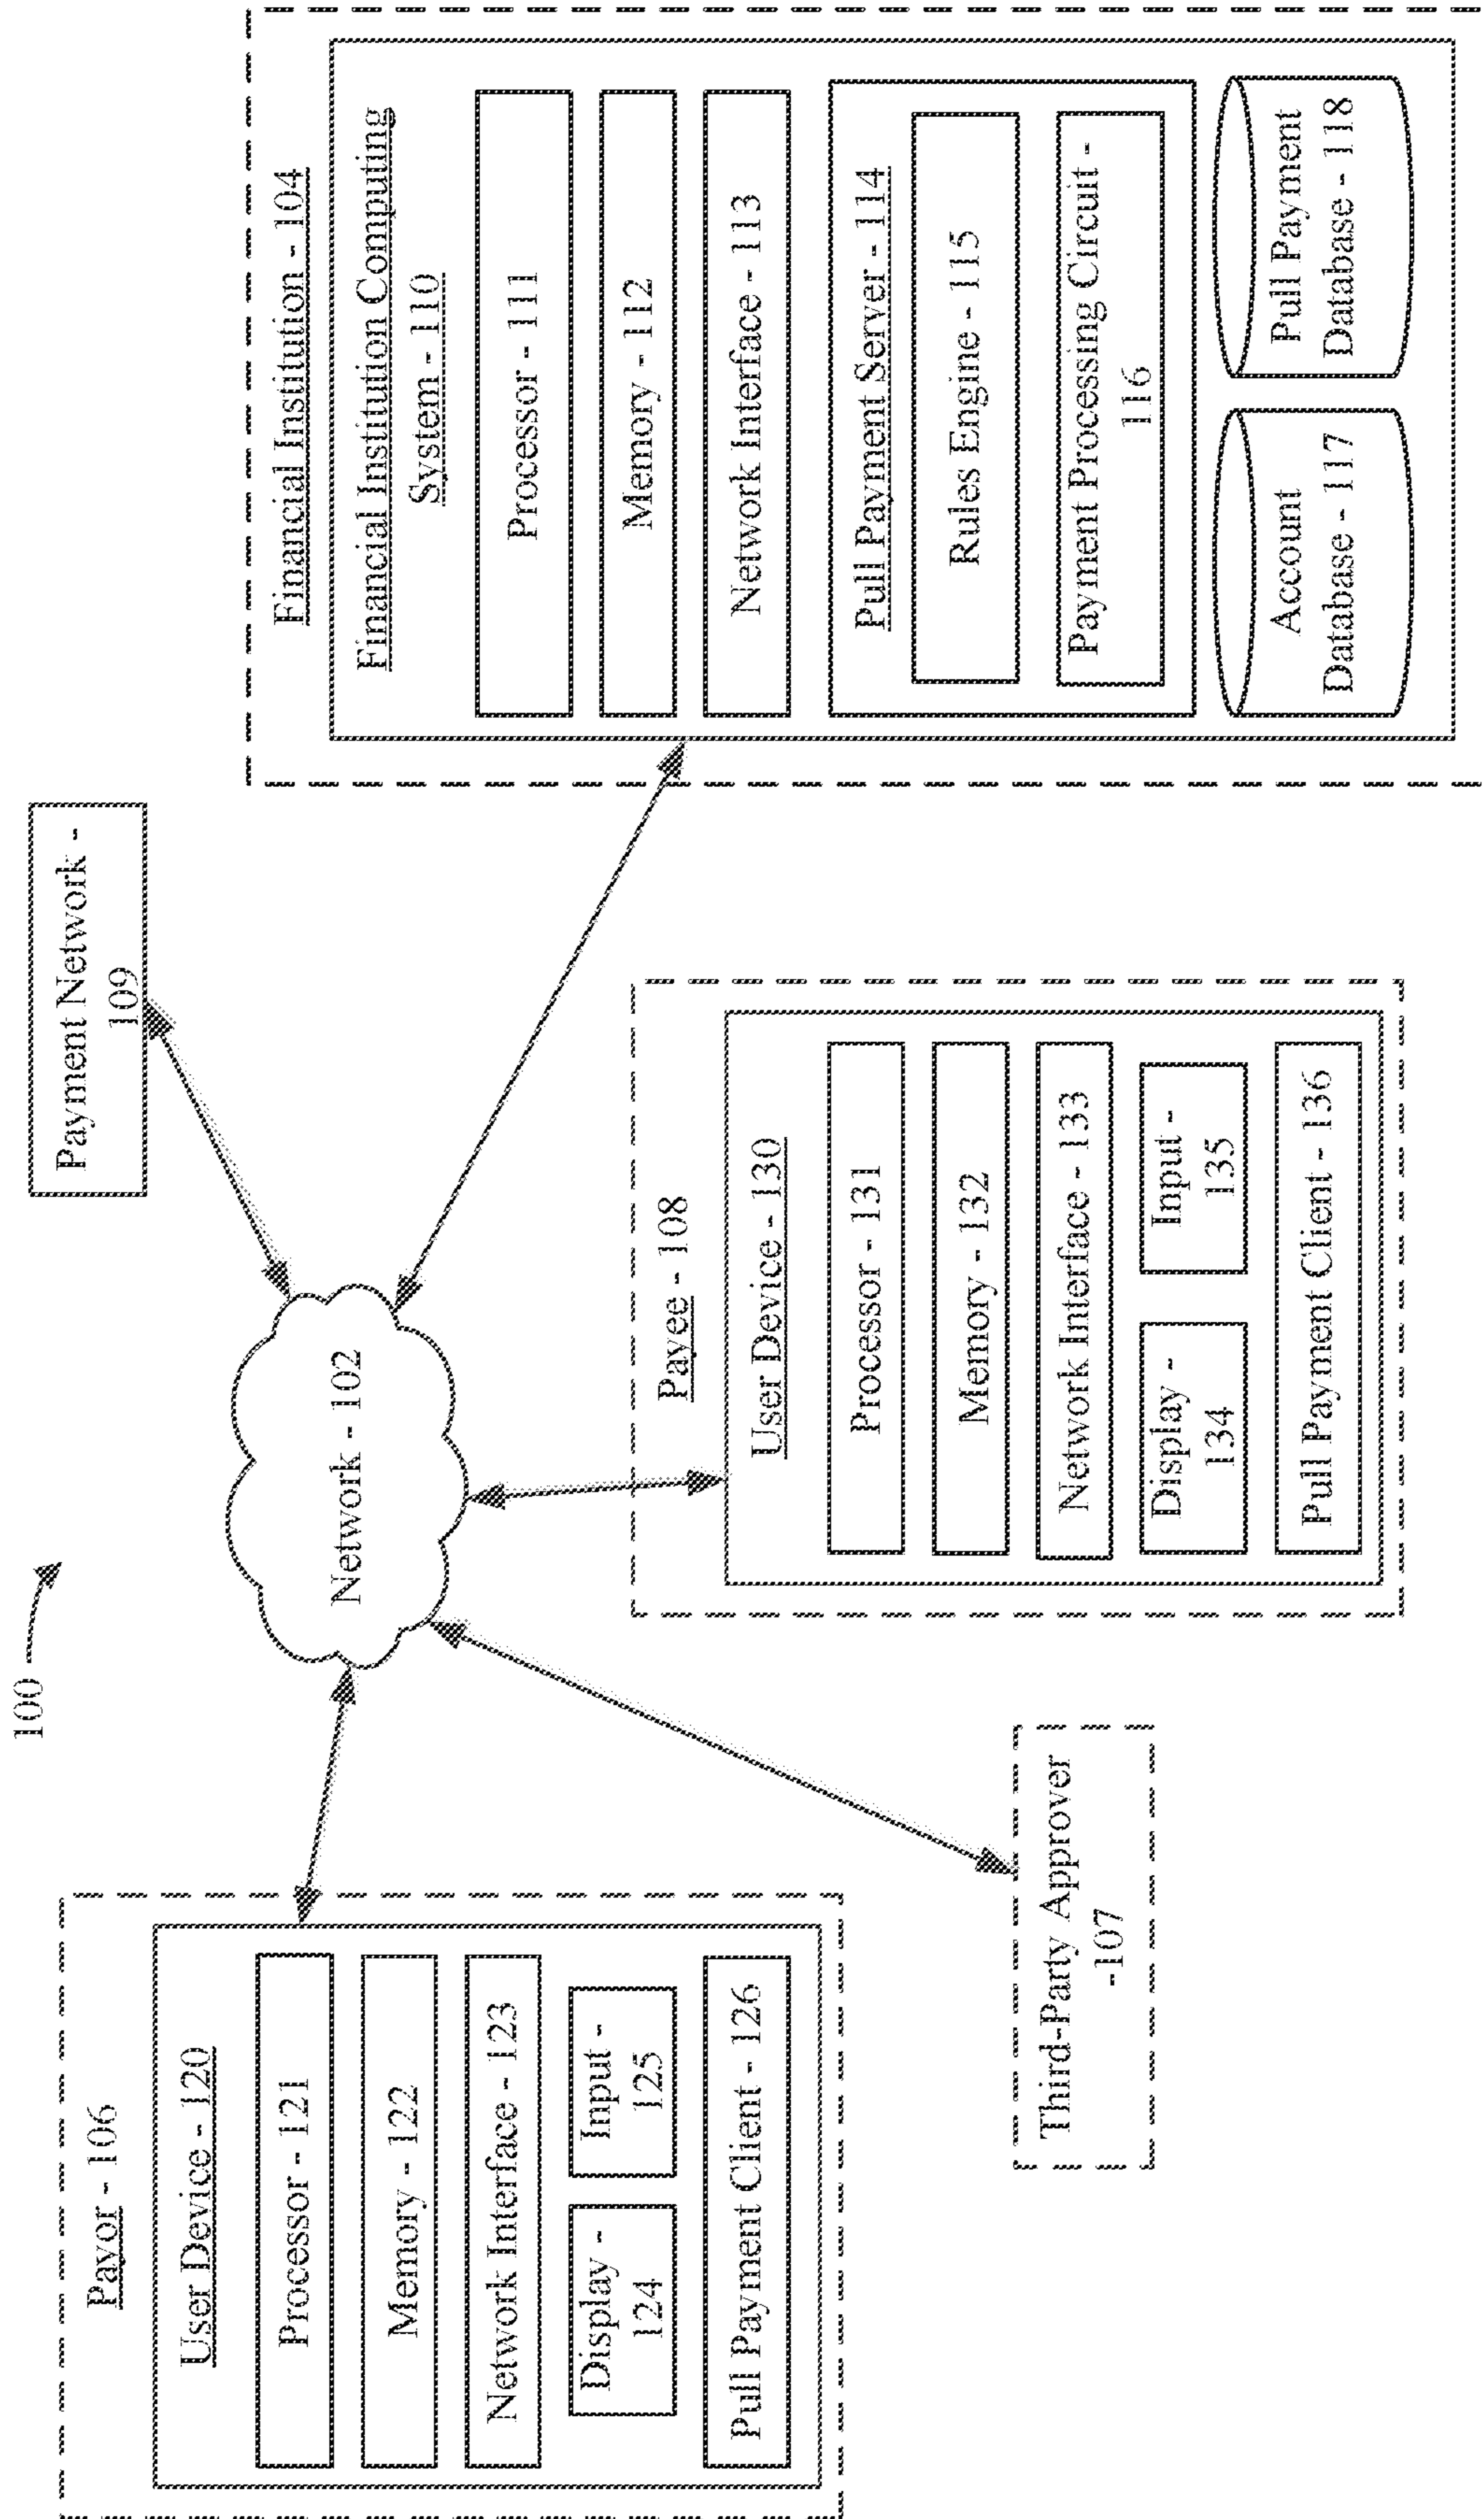 100
Payor - 106
User Device - 120
Processor - 121
Memory - 122
Network Interface - 123
Display -
124
Input -
125
Pull Payment Client - 126
Third-Party Approver
-107
Network - 102
Payment Network -
109
Payee - 108
User Device - 130
Processor - 131
Memory - 132
Network Interface - 133
Display -
134
Input -
135
Pull Payment Client - 136
Financial Institution - 104
Financial Institution Computing
System - 110
Processor - 111
Memory - 112
Network Interface - 113
Pull Payment Server - 114
Rules Engine - 115
Payment Processing Circuit -
116
Account
Database - 117
Pull Payment
Database - 118